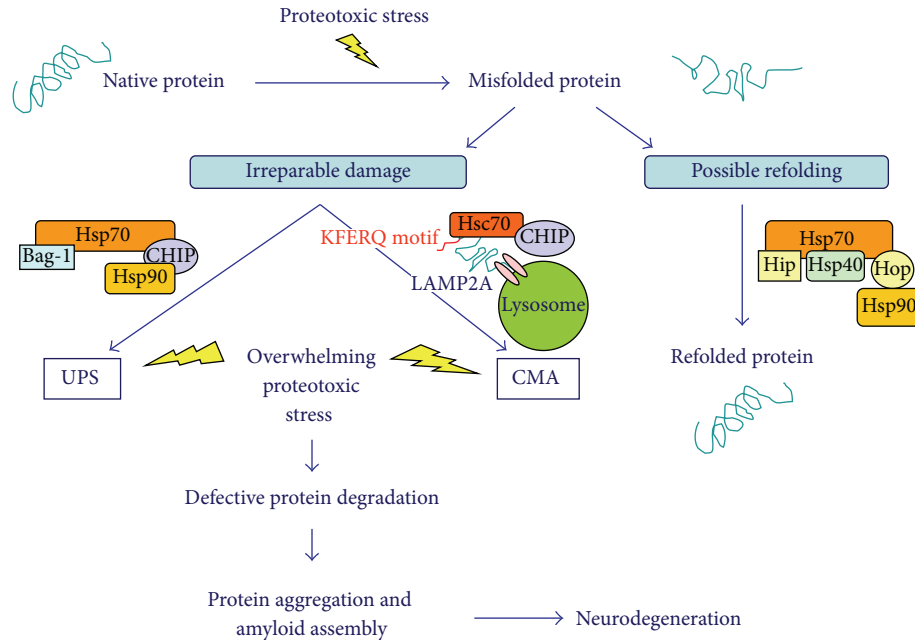 Proteotoxic stress
Native protein
Misfolded protein
Irreparable damage
Possible refolding
Hsp70
Bag-1
CHIP
Hsp90
KFERQ motif
Hsc70
CHIP
LAMP2A
Lysosome
Hsp70
Hip
Hsp40
Hop
Hsp90
UPS
Overwhelming
proteotoxic
stress
CMA
Refolded protein
Defective protein degradation
Protein aggregation and
amyloid assembly
Neurodegeneration